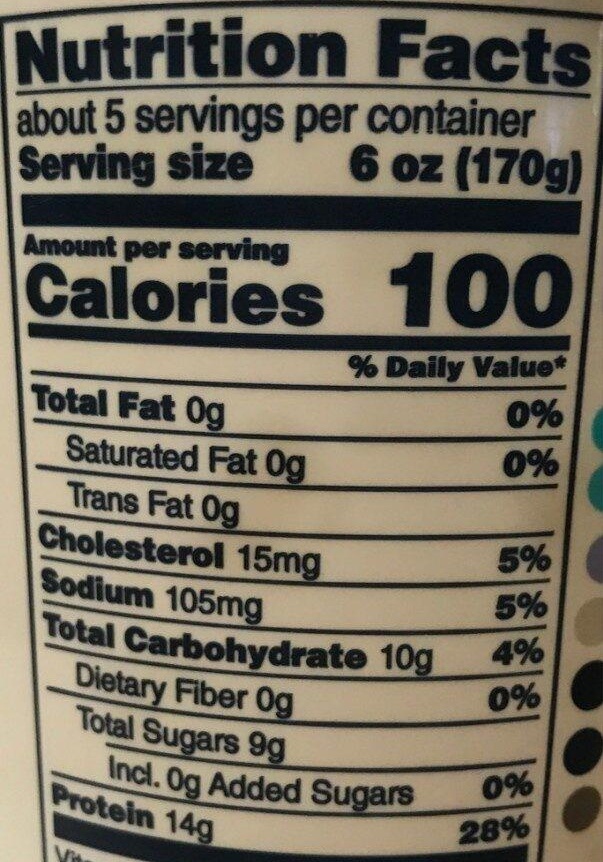 Nutrition Facts
about 5 servings per container
Serving size 6 oz (170g)
Amount per serving
Calories 100
% Daily Value*
Total Fat 0g 0%
Saturated Fat 0g 0%
Trans Fat 0g
Cholesterol 15mg 5%
Sodium 105mg 5%
Total Carbohydrate 10g 4%
Dietary Fiber 0g 0%
Total Sugars 9g
Incl. 0g Added Sugars 0%
Protein 14g 28%